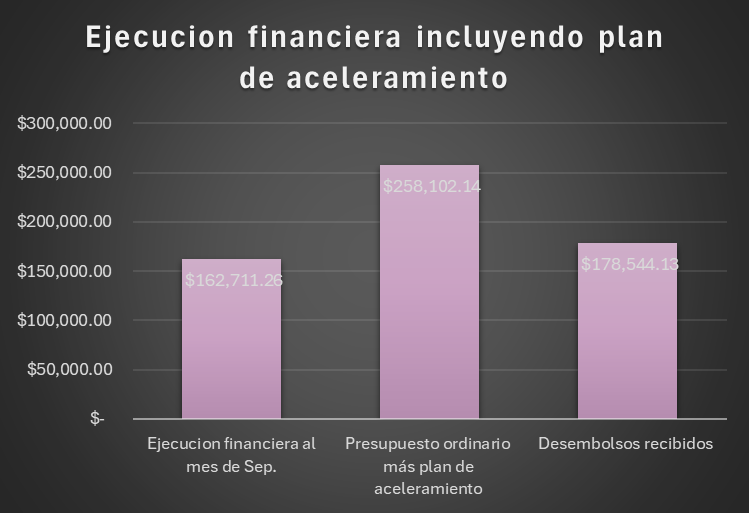 Ejecucion financiera incluyendo plan
de aceleramiento
$300,000.00
$250,000.00
$200,000.00
$150,000.00
$100,000.00
$50,000.00
$-
$162,711.26
$258,102.14
$178,544.13
Ejecucion financiera al
mes de Sep.
Presupuesto ordinario
más plan de
aceleramiento
Desembolsos recibidos